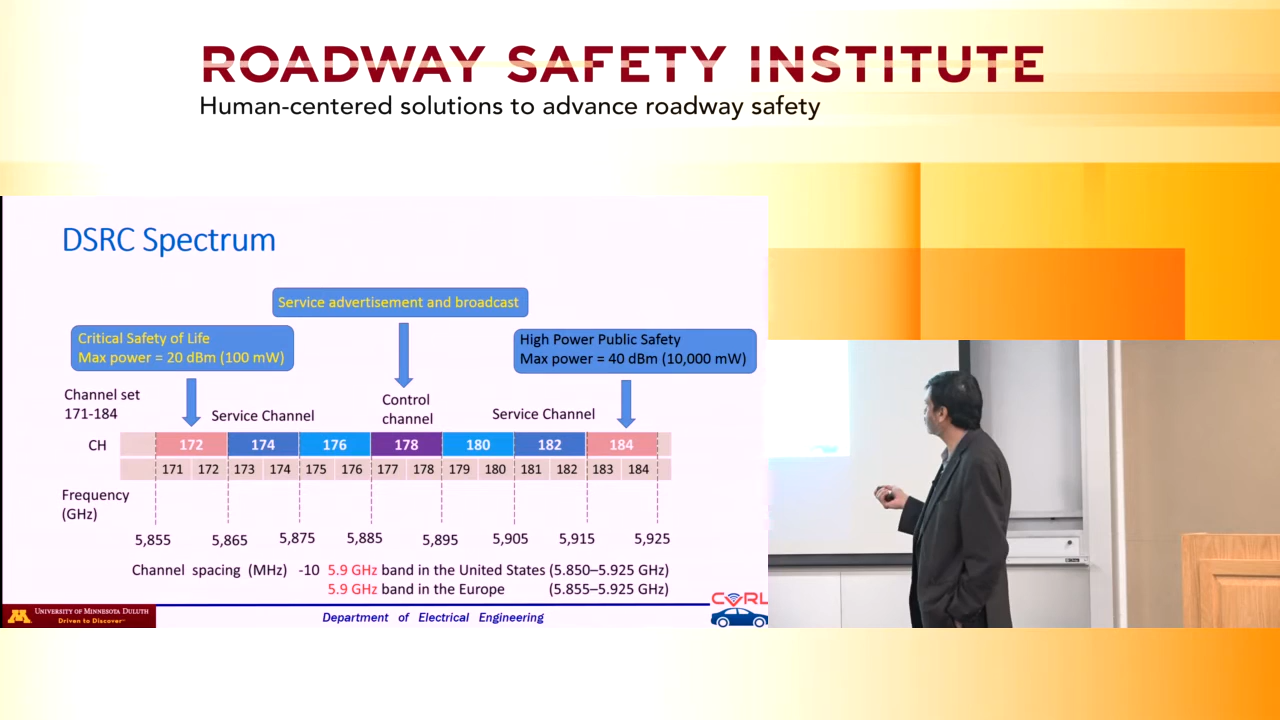 ROADWAY SAFETY INSTITUTE
Human-centered solutions to advance roadway safety
DSRC Spectrum
Service advertisement and broadcast
Critical Safety of Life
Max power = 20 dBm (100 mW)
High Power Public Safety
Max power = 40 dBm (10,000 mW)
Channel set
171-184
Service Channel
Control
channel
Service Channel
CH
172 174 176 178 180 182 184
171 172 173 174 175 176 177 178 179 180 181 182 183 184
Frequency
(GHz)
5,855 5,865 5,875 5,885 5,895 5,905 5,915 5,925
Channel spacing (MHz) -10 5.9 GHz band in the United States (5.850–5.925 GHz)
5.9 GHz band in the Europe (5.855–5.925 GHz)
UNIVERSITY OF MINNESOTA DULUTH
Driven to Discover
Department of Electrical Engineering